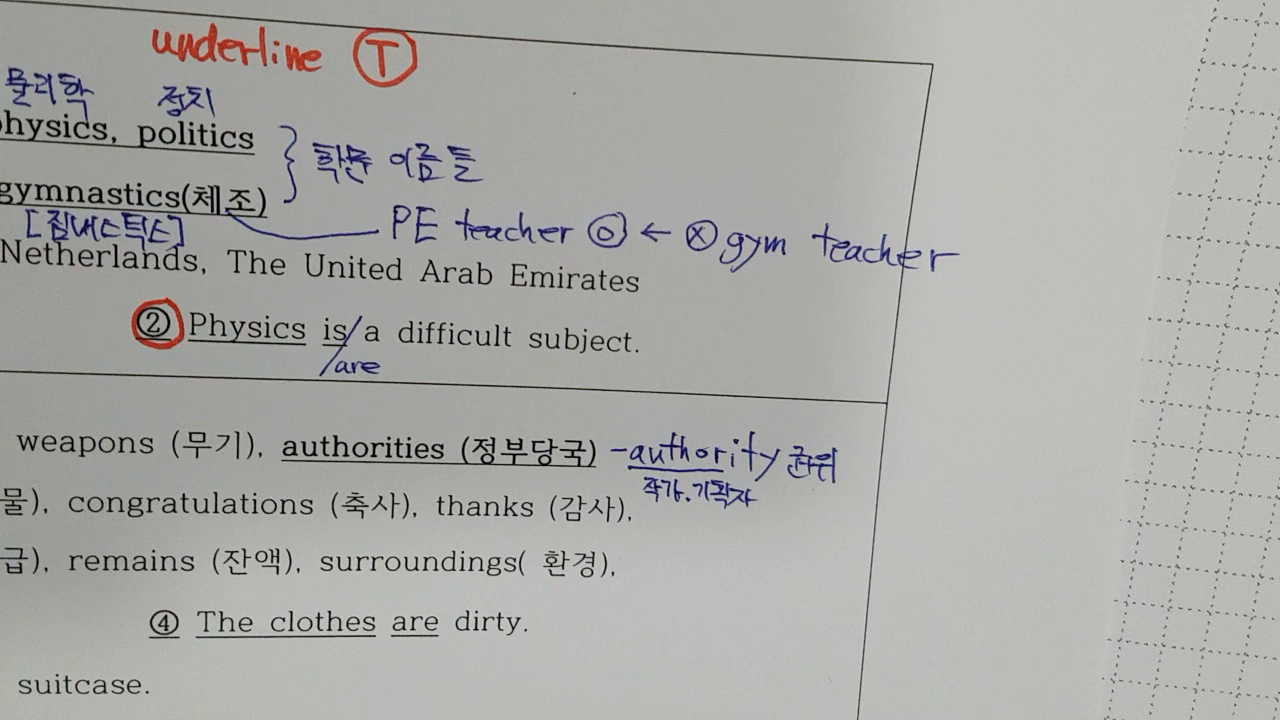 underline Ⓣ
물리학 정치
physics, politics
학문 이름들
gymnastics(체조)
[짐내스틱스]
PE teacher ⓞ ← ⓧ gym teacher
Netherlands, The United Arab Emirates
② Physics is/a difficult subject.
/are
weapons (무기), authorities (정부당국) -authority 권위
작가.기획자
물), congratulations (축사), thanks (감사),
급), remains (잔액), surroundings( 환경),
④ The clothes are dirty.
suitcase.